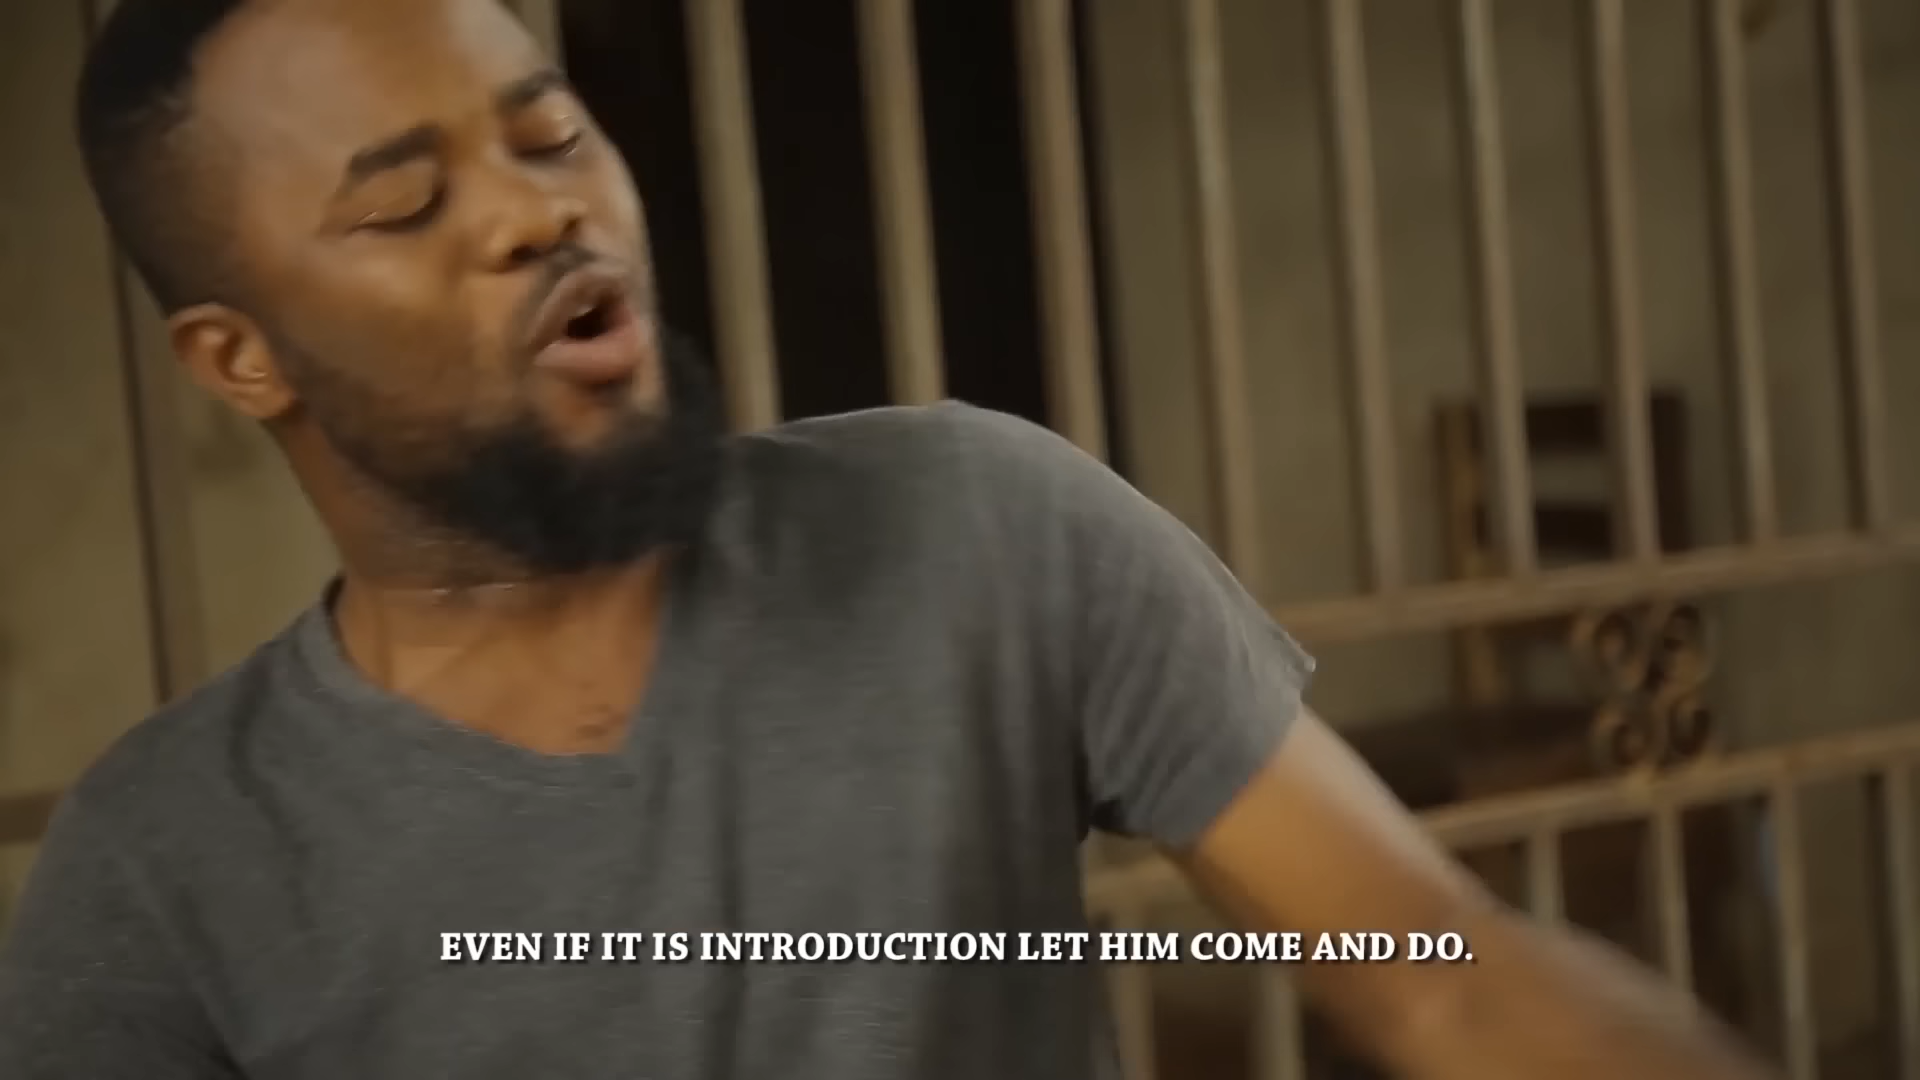 EVEN IF IT IS INTRODUCTION LET HIM COME AND DO.